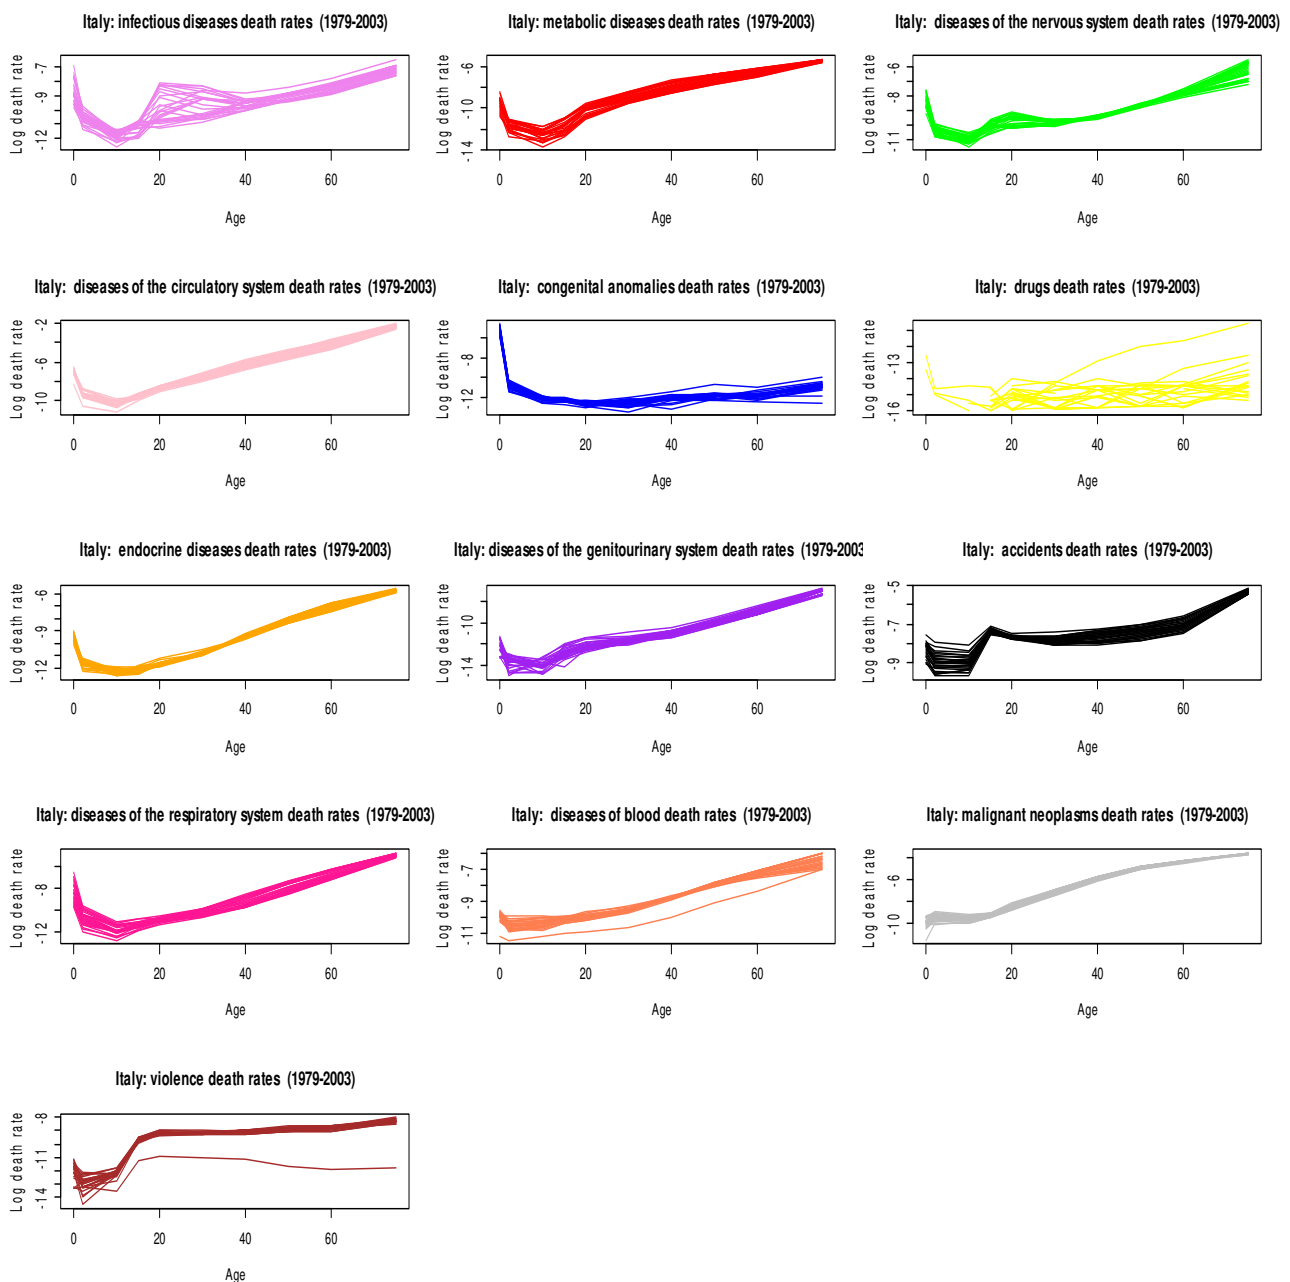 Italy: infectious diseases death rates (1979-2003)
Log death rate
-7
-9
-12
0
20
40
60
Age
Italy: metabolic diseases death rates (1979-2003)
Log death rate
-6
-10
-14
0
20
40
60
Age
Italy: diseases of the nervous system death rates (1979-2003)
Log death rate
-6
-8
-11
0
20
40
60
Age
Italy: diseases of the circulatory system death rates (1979-2003)
Log death rate
-2
-6
-10
0
20
40
60
Age
Italy: congenital anomalies death rates (1979-2003)
Log death rate
-8
-12
0
20
40
60
Age
Italy: drugs death rates (1979-2003)
Log death rate
-13
-16
0
20
40
60
Age
Italy: endocrine diseases death rates (1979-2003)
Log death rate
-6
-9
-12
0
20
40
60
Age
Italy: diseases of the genitourinary system death rates (1979-2003
Log death rate
-10
-14
0
20
40
60
Age
Italy: accidents death rates (1979-2003)
Log death rate
-5
-7
-9
0
20
40
60
Age
Italy: diseases of the respiratory system death rates (1979-2003)
Log death rate
-8
-12
0
20
40
60
Age
Italy: diseases of blood death rates (1979-2003)
Log death rate
-7
-9
-11
0
20
40
60
Age
Italy: malignant neoplasms death rates (1979-2003)
Log death rate
-6
-10
0
20
40
60
Age
Italy: violence death rates (1979-2003)
Log death rate
-8
-11
-14
0
20
40
60
Age